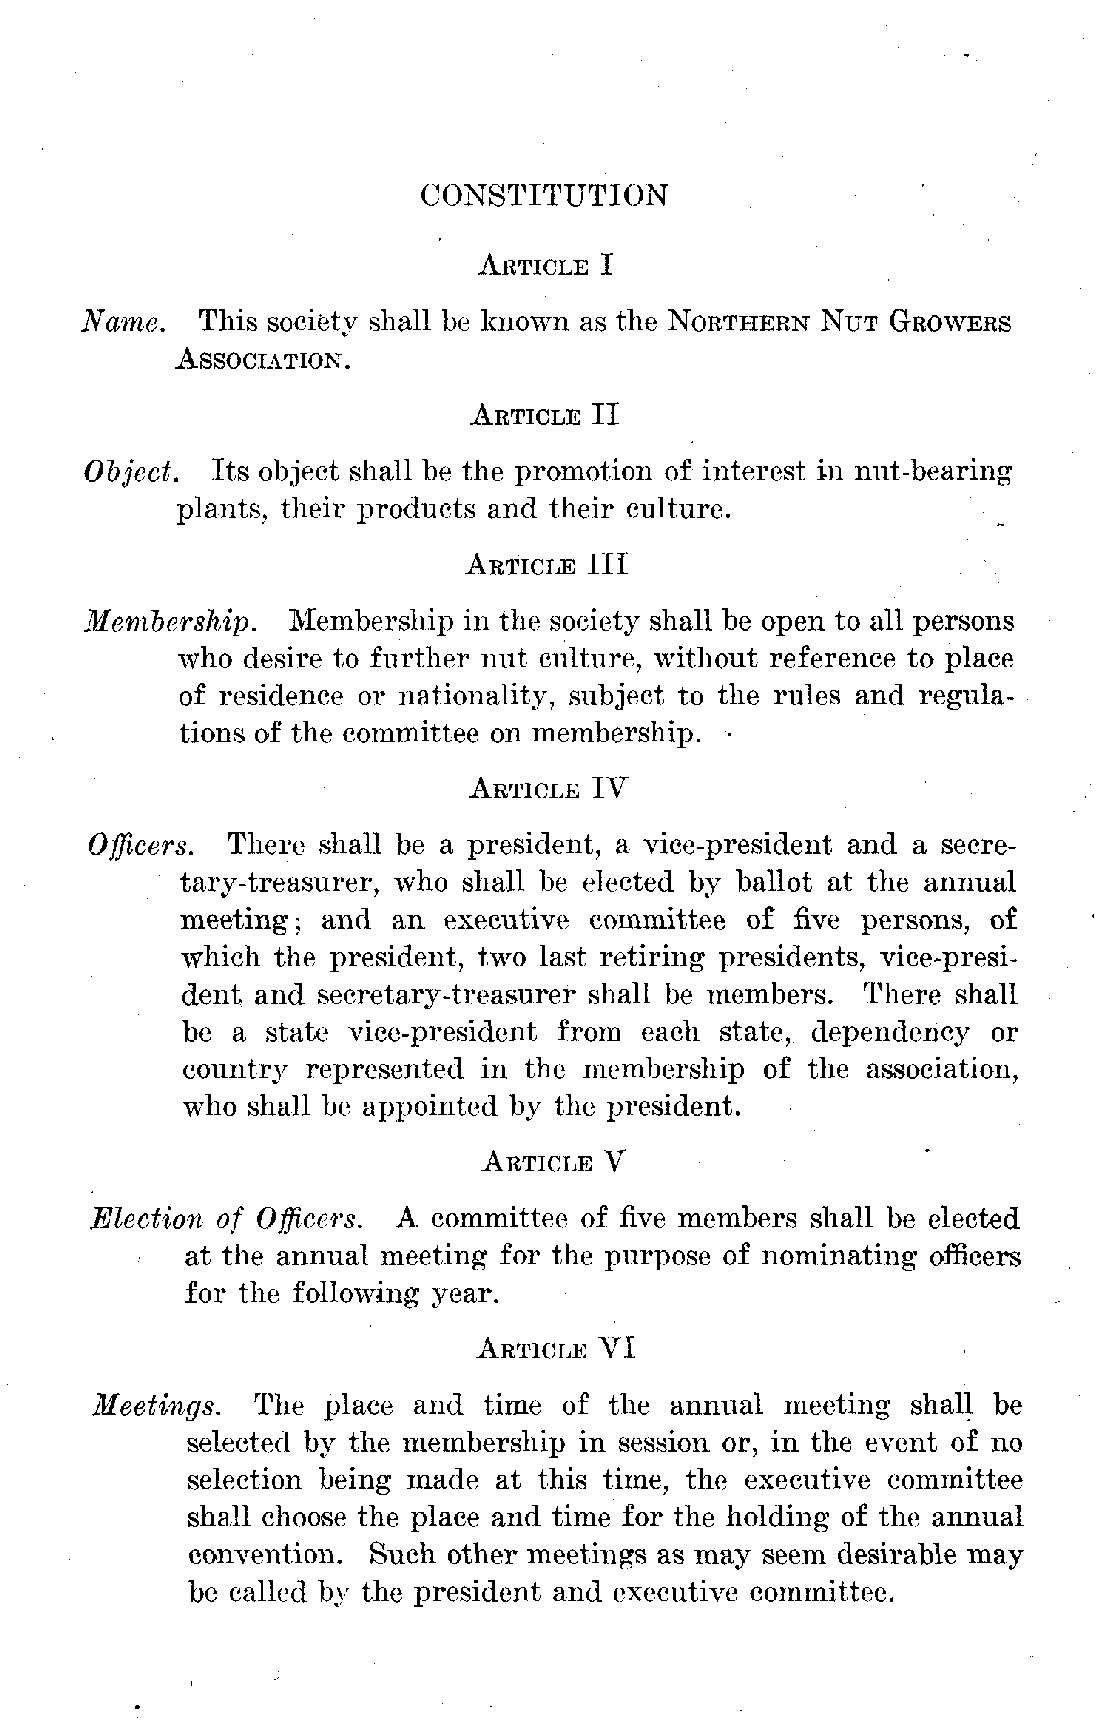 CONSTITUTION
ARTICLE I
Name. This society shall be known as the NORTHERN NUT GROWERS
ASSOCIATION.
ARTICLE II
Object. Its object shall be the promotion of interest in nut-bearing
plants, their products and their culture.
ARTICLE III
Membership. Membership in the society shall be open to all persons
who desire to further nut culture, without reference to place
of residence or nationality, subject to the rules and regula-
tions of the committee on membership.
ARTICLE IV
Officers. There shall be a president, a vice-president and a secre-
tary-treasurer, who shall be elected by ballot at the annual
meeting; and an executive committee of five persons, of
which the president, two last retiring presidents, vice-presi-
dent and secretary-treasurer shall be members. There shall
be a state vice-president from each state, dependency or
country represented in the membership of the association,
who shall be appointed by the president.
ARTICLE V
Election of Officers. A committee of five members shall be elected
at the annual meeting for the purpose of nominating officers
for the following year.
ARTICLE VI
Meetings. The place and time of the annual meeting shall be
selected by the membership in session or, in the event of no
selection being made at this time, the executive committee
shall choose the place and time for the holding of the annual
convention. Such other meetings as may seem desirable may
be called by the president and executive committee.